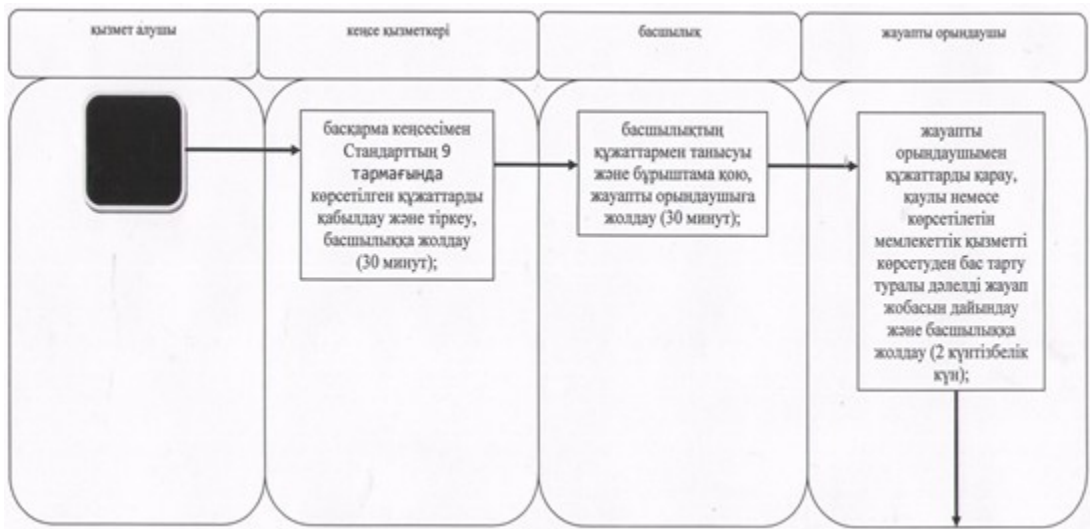 қызмет алушы
кеңсе қызметкері
басшылық
жауапты орындаушы
басқарма кеңсесімен
Стандарттың 9
тармағында
көрсетілген құжаттарды
қабылдау және тіркеу,
басшылыққа жолдау
(30 минут);
басшылықтың
құжаттармен танысуы
және бұрыштама қою,
жауапты орындаушыға
жолдау (30 минут);
жауапты
орындаушымен
құжаттарды қарау,
қаулы немесе
көрсетілетін
мемлекеттік қызметті
көрсетуден бас тарту
туралы дәлелді жауап
жобасын дайындау
және басшылыққа
жолдау (2 күнтізбелік
күн);